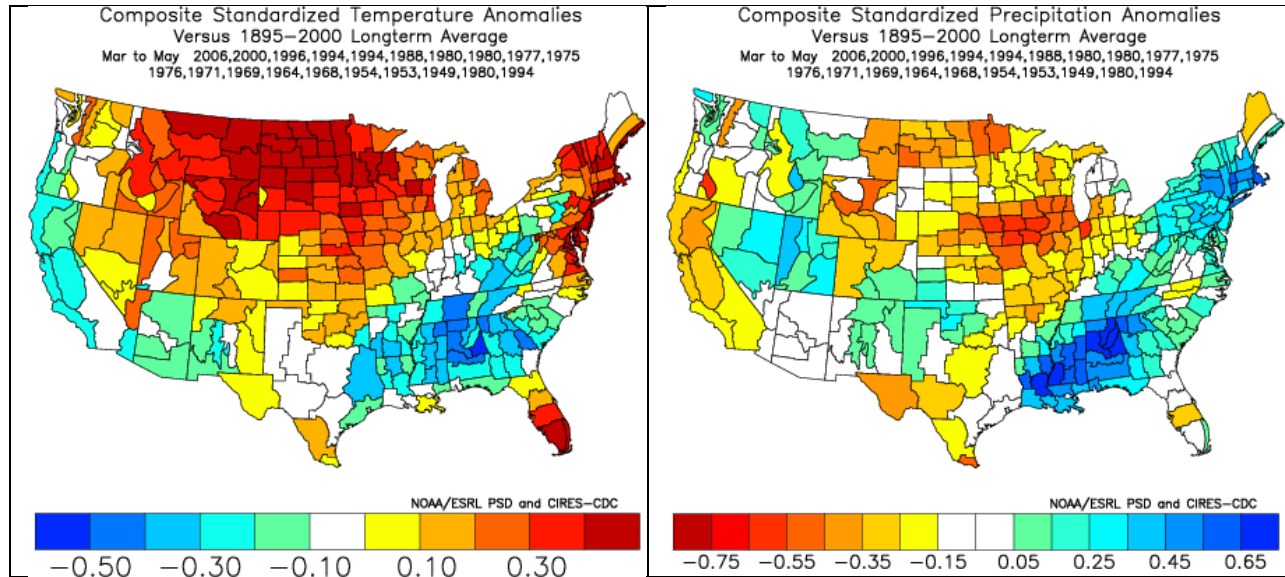 Composite Standardized Temperature Anomalies
Versus 1895-2000 Longterm Average
Mar to May 2006,2000,1996,1994,1994,1988,1980,1980,1977,1975
1976,1971,1969,1964,1968,1954,1953,1949,1980,1994
NOAA/ESRL PSD and CIRES-CDC
-0.50 -0.30 -0.10 0.10 0.30
Composite Standardized Precipitation Anomalies
Versus 1895-2000 Longterm Average
Mar to May 2006,2000,1996,1994,1994,1988,1980,1980,1977,1975
1976,1971,1969,1964,1968,1954,1953,1949,1980,1994
NOAA/ESRL PSD and CIRES-CDC
-0.75 -0.55 -0.35 -0.15 0.05 0.25 0.45 0.65